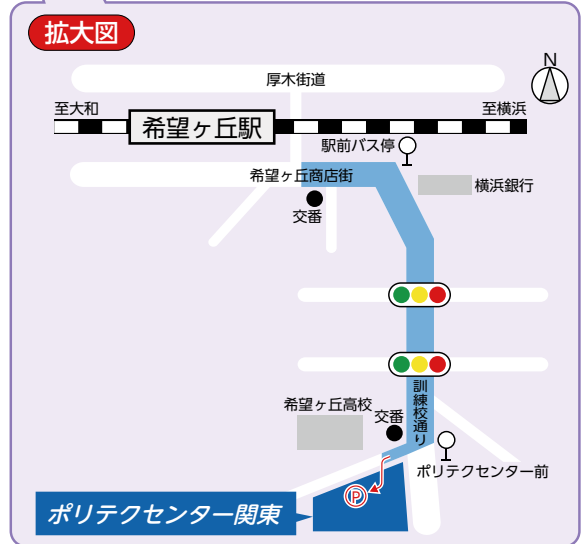 拡大図
N
厚木街道
至大和
至横浜
希望ヶ丘駅
駅前バス停
希望ヶ丘商店街
横浜銀行
交番
訓練校通り
希望ヶ丘高校
交番
ポリテクセンター前
P
ポリテクセンター関東